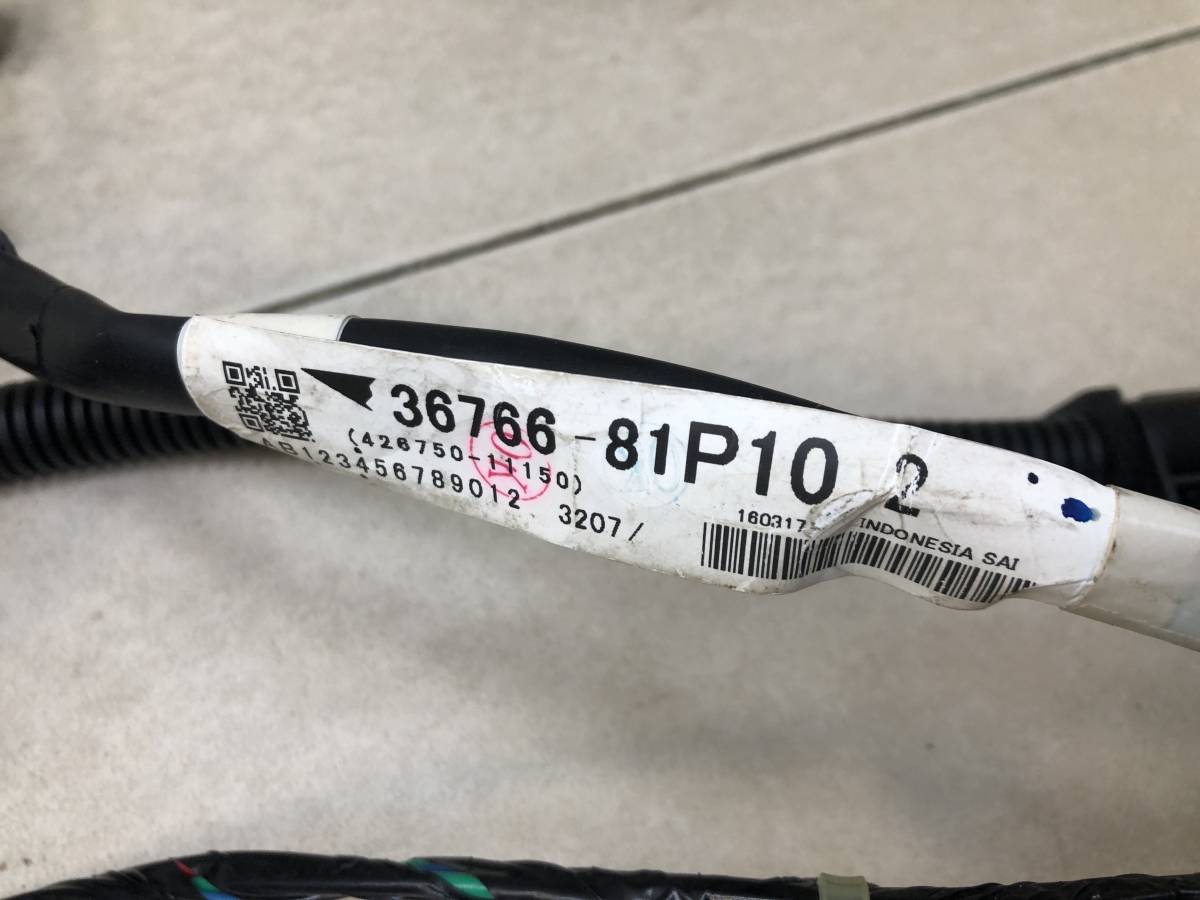 36766-81P10 2
(426750-11150)
AB123456789012 3207/
160317 INDONESIA SAI